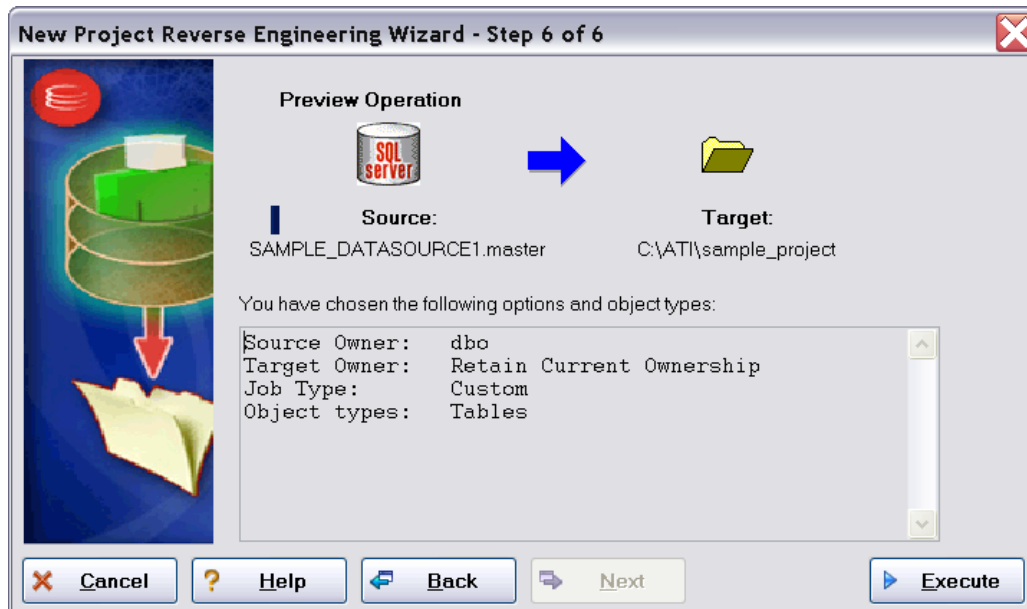 New Project Reverse Engineering Wizard - Step 6 of 6
Preview Operation
SQL
server
Source:
Target:
SAMPLE_DATASOURCE1.master
C:\ATI\sample_project
You have chosen the following options and object types:
Source Owner: dbo
Target Owner: Retain Current Ownership
Job Type: Custom
Object types: Tables
Cancel
? Help
Back
Next
Execute